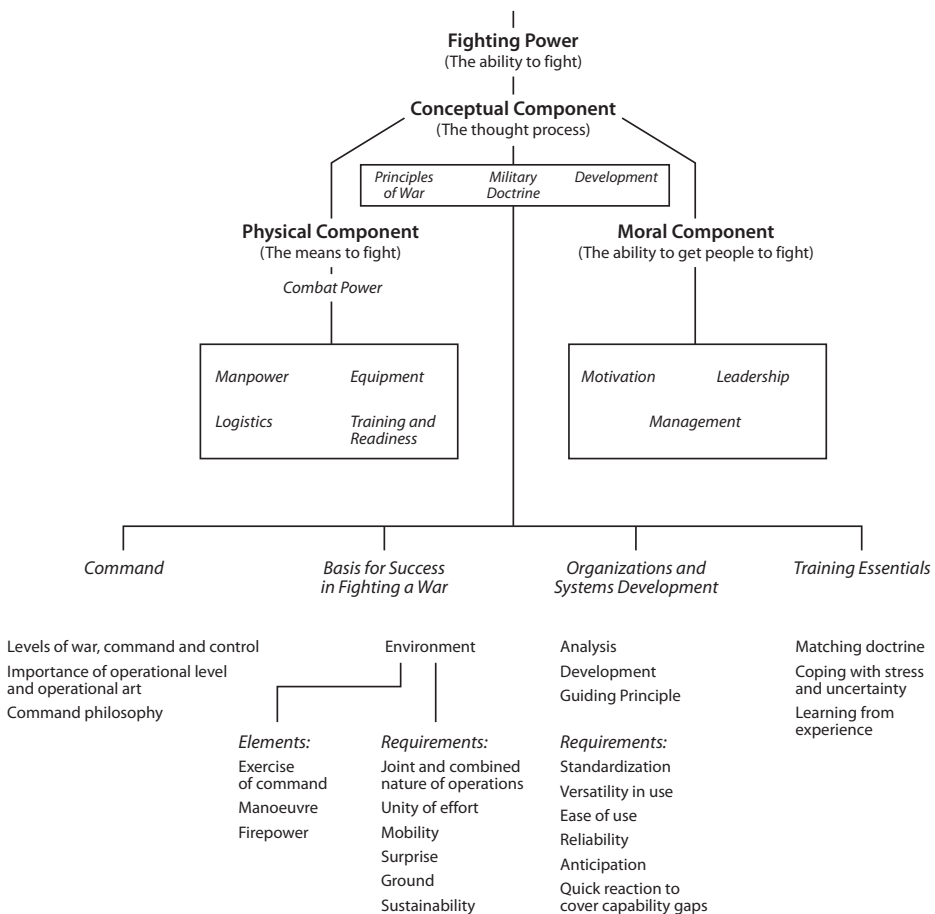 Fighting Power
(The ability to fight)
Conceptual Component
(The thought process)
Principles
of War
Military
Doctrine
Development
Physical Component
(The means to fight)
Combat Power
Moral Component
(The ability to get people to fight)
Manpower
Equipment
Logistics
Training and
Readiness
Motivation
Leadership
Management
Command
Basis for Success
in Fighting a War
Organizations and
Systems Development
Training Essentials
Levels of war, command and control
Importance of operational level
and operational art
Command philosophy
Environment
Elements:
Exercise
of command
Manoeuvre
Firepower
Requirements:
Joint and combined
nature of operations
Unity of effort
Mobility
Surprise
Ground
Sustainability
Analysis
Development
Guiding Principle
Requirements:
Standardization
Versatility in use
Ease of use
Reliability
Anticipation
Quick reaction to
cover capability gaps
Matching doctrine
Coping with stress
and uncertainty
Learning from
experience